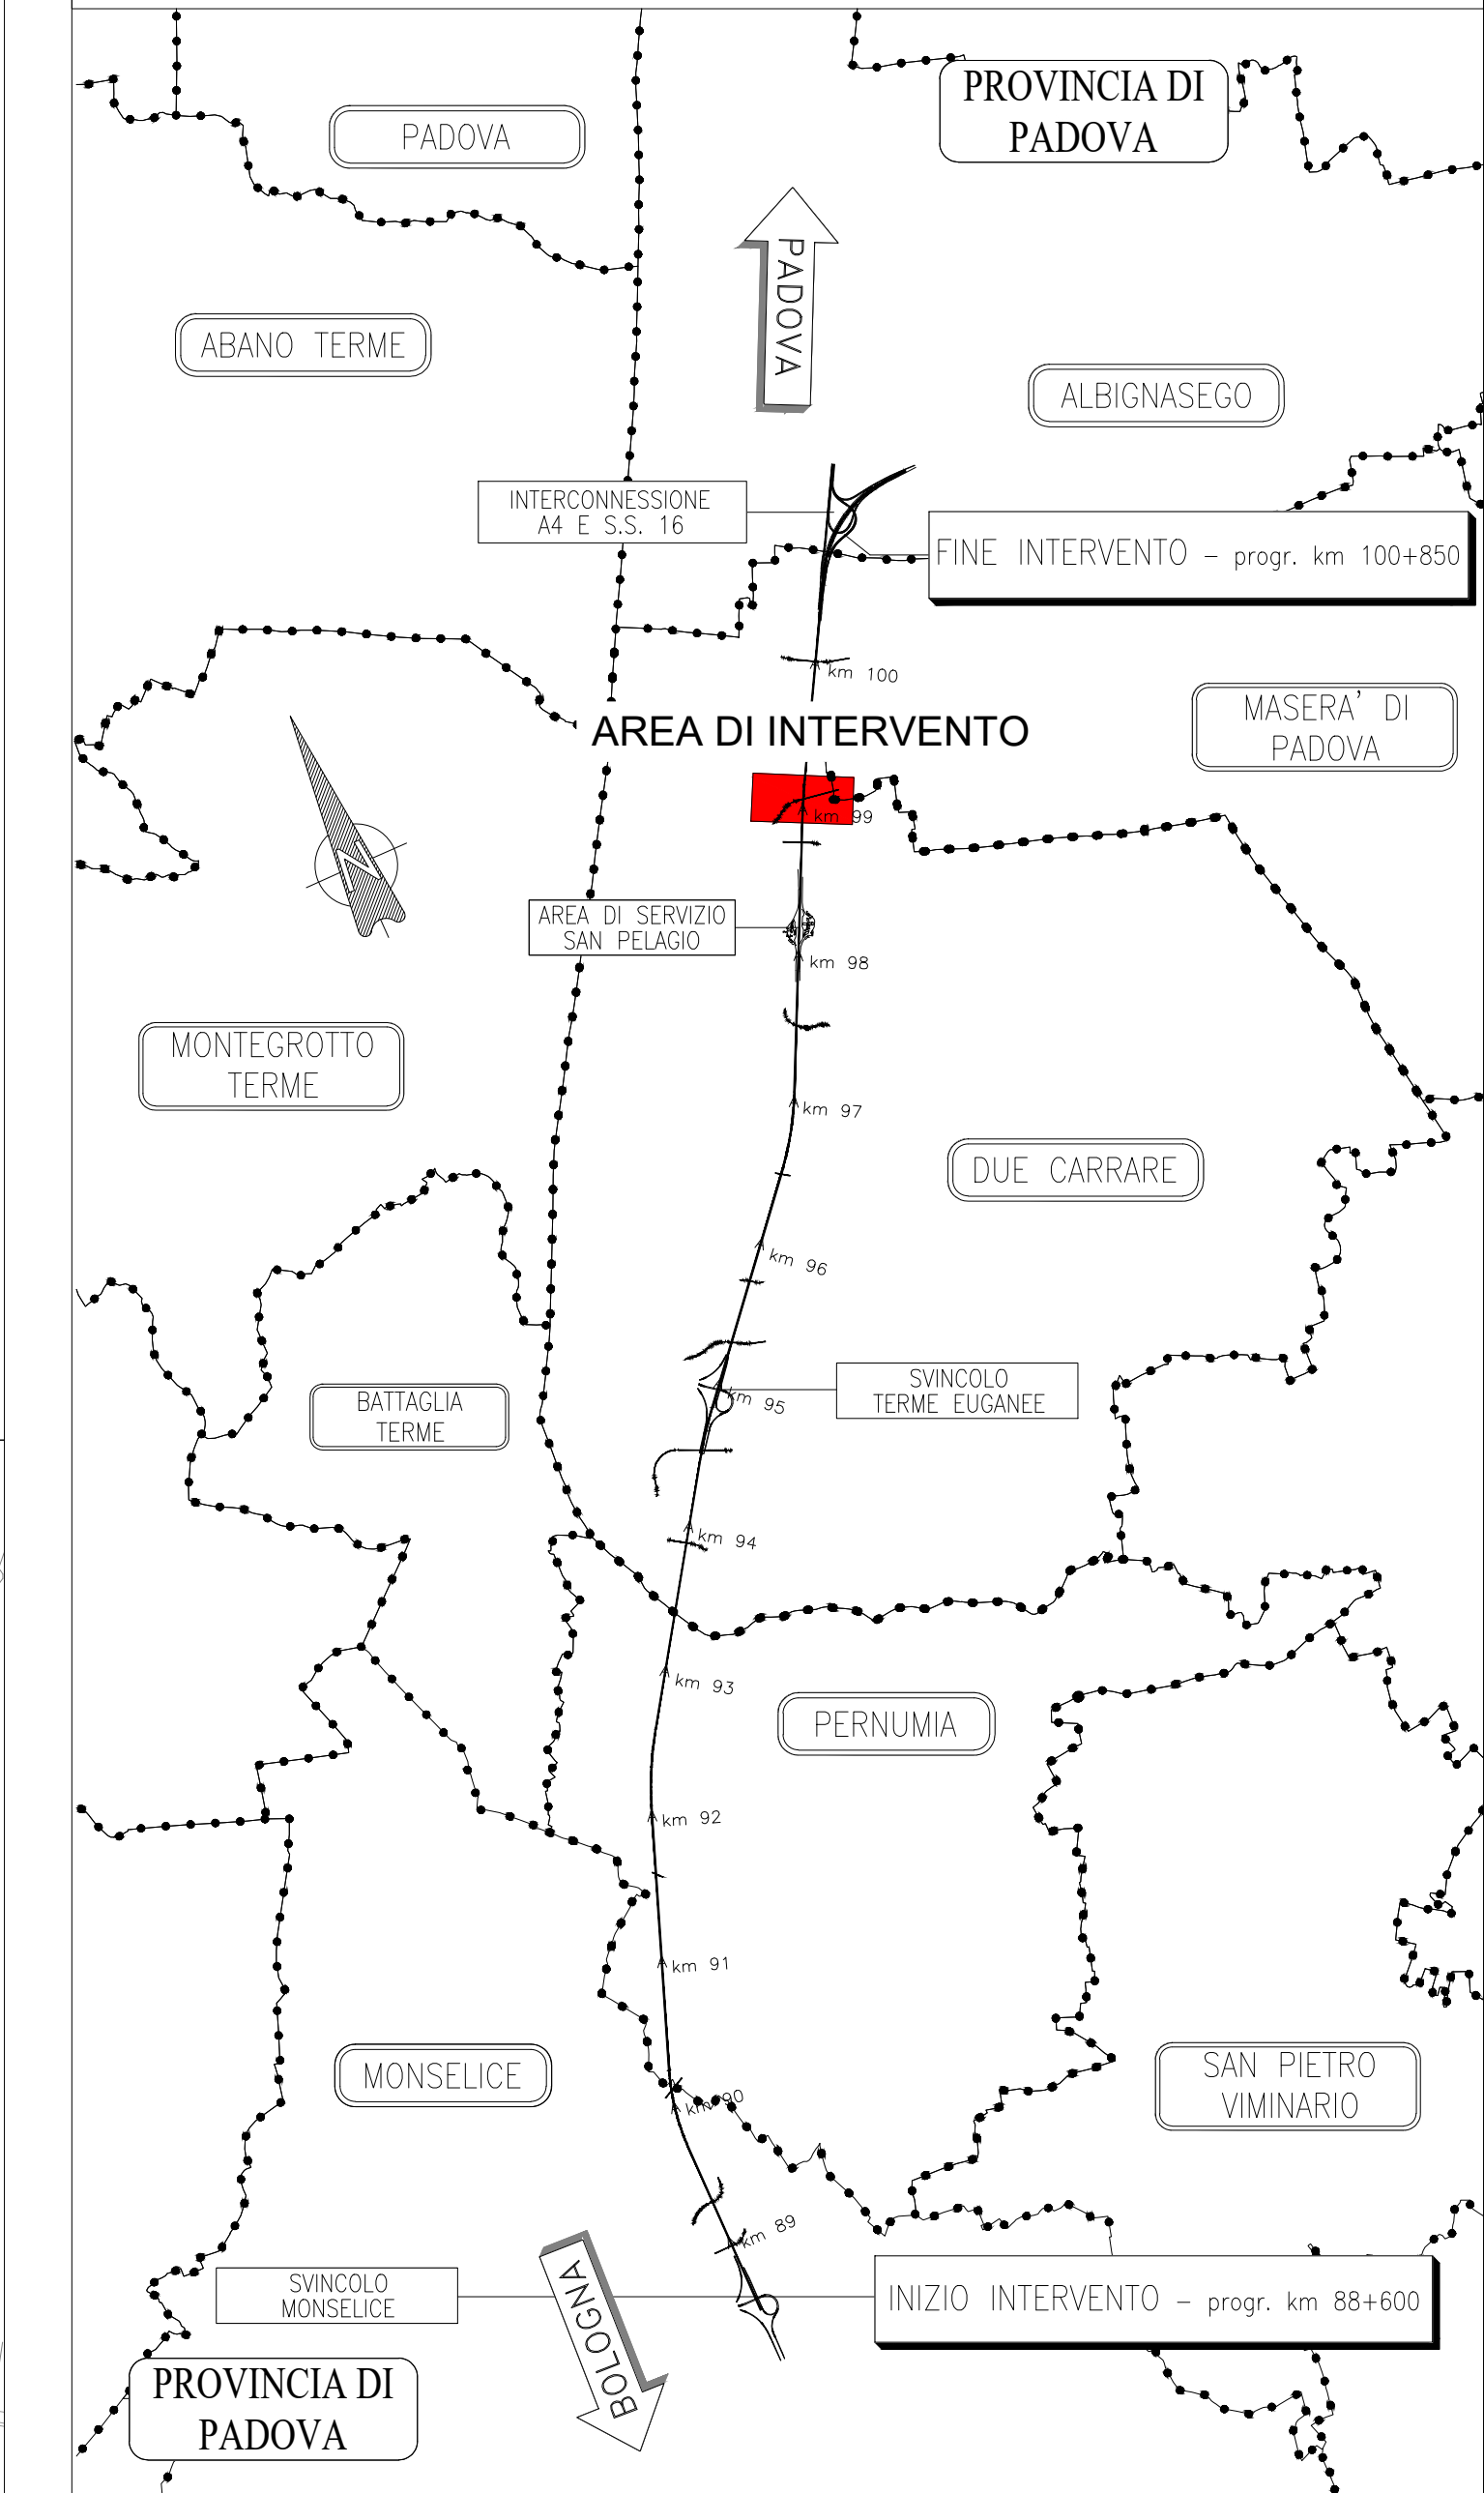 PROVINCIA DI
PADOVA
PADOVA
PADOVA
ABANO TERME
ALBIGNASEGO
INTERCONNESSIONE
A4 E S.S. 16
FINE INTERVENTO – progr. km 100+850
km 100
MASERA' DI
PADOVA
AREA DI INTERVENTO
km 99
N
AREA DI SERVIZIO
SAN PELAGIO
km 98
MONTEGROTTO
TERME
km 97
DUE CARRARE
km 96
SVINCOLO
TERME EUGANEE
km 95
BATTAGLIA
TERME
km 94
km 93
PERNUMIA
km 92
km 91
MONSELICE
SAN PIETRO
VIMINARIO
km 90
km 89
SVINCOLO
MONSELICE
BOLOGNA
INIZIO INTERVENTO – progr. km 88+600
PROVINCIA DI
PADOVA